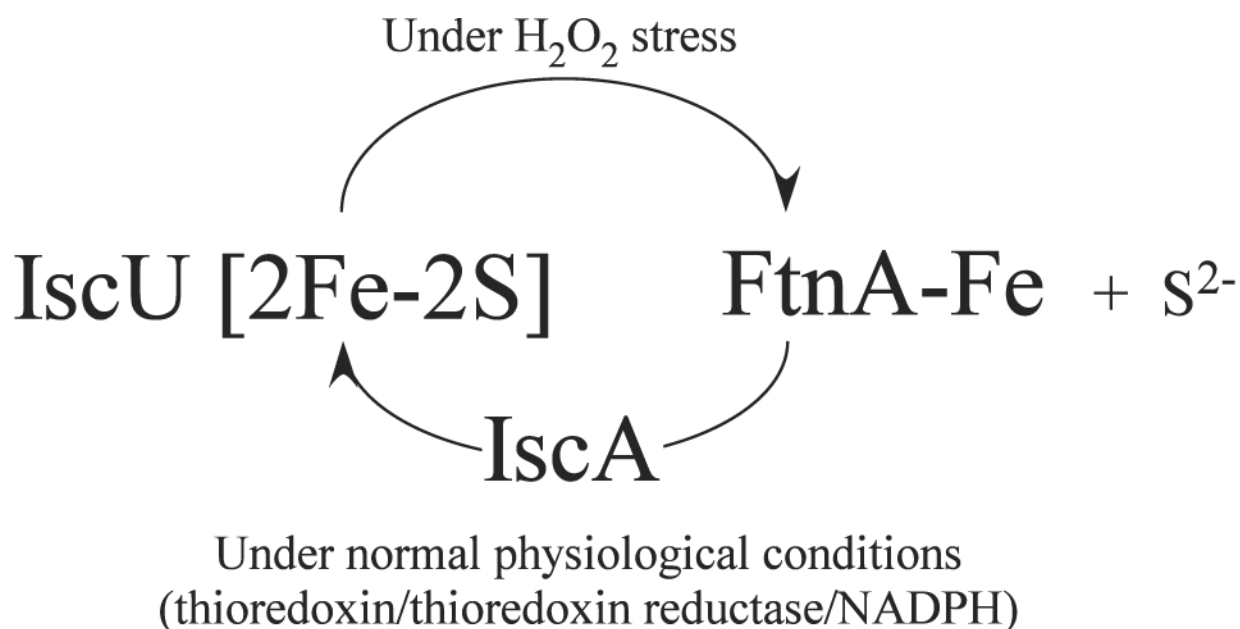 Under H₂O₂ stress
IscU [2Fe-2S] FtnA-Fe + S²⁻
IscA
Under normal physiological conditions
(thioredoxin/thioredoxin reductase/NADPH)